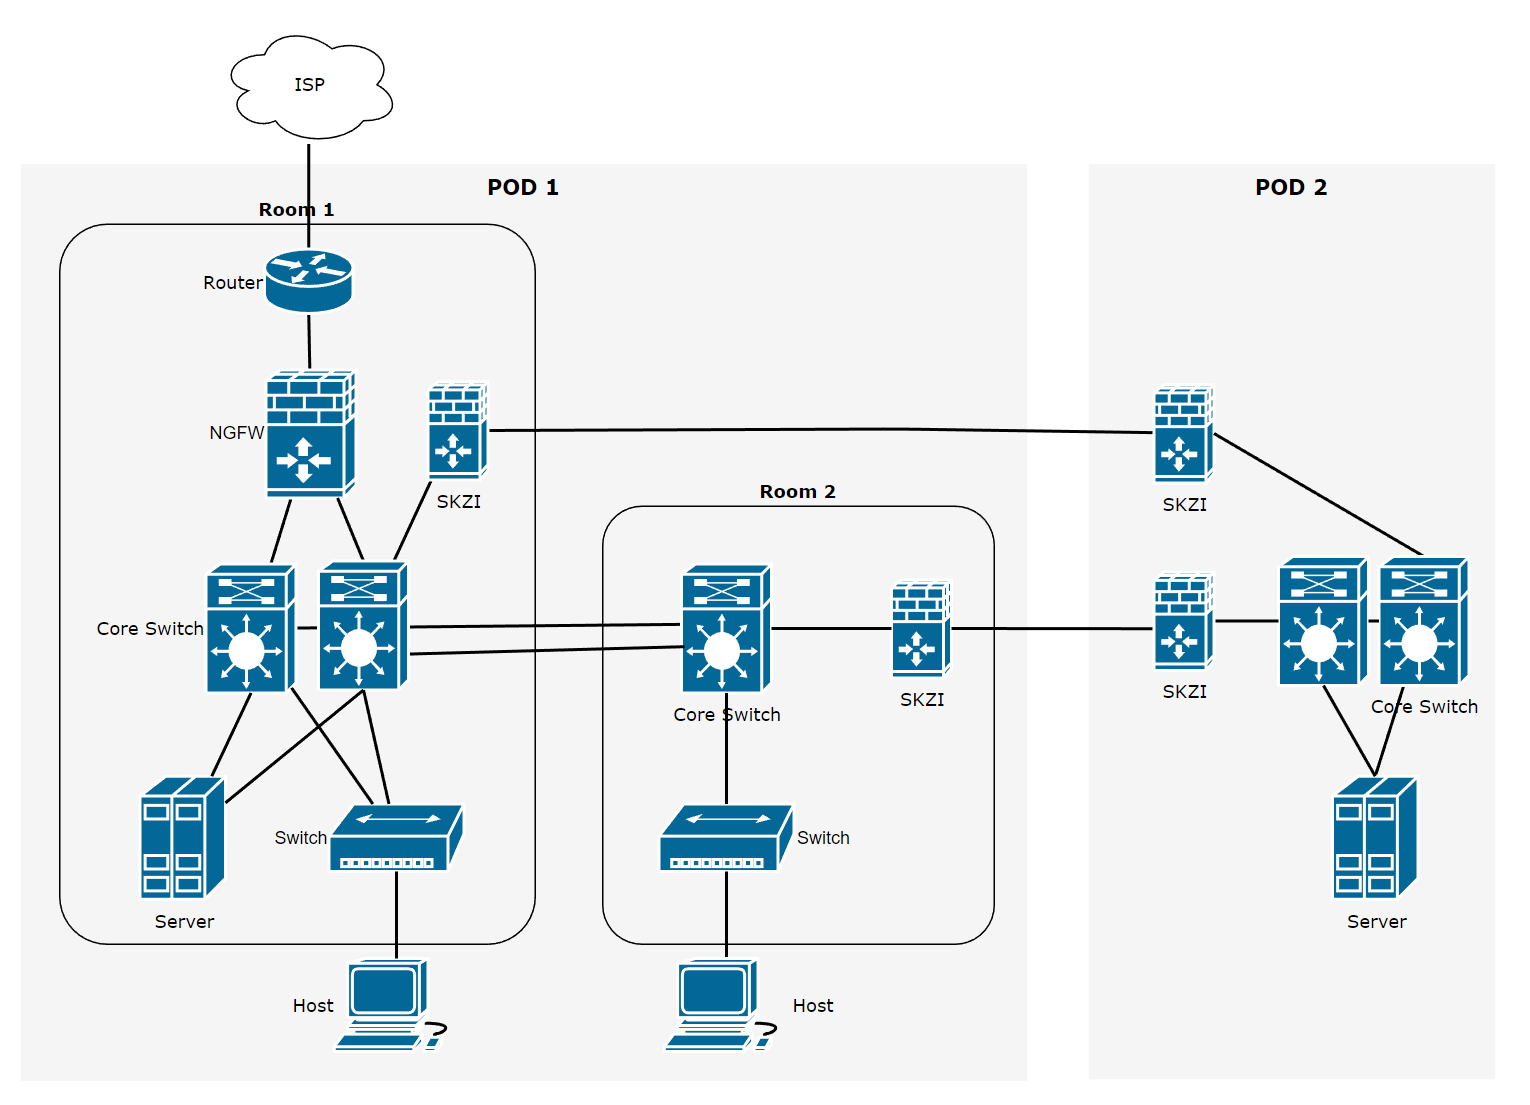 ISP
POD 1
POD 2
Room 1
Router
NGFW
SKZI
SKZI
Room 2
Core Switch
SKZI
SKZI
Core Switch
Core Switch
Switch
Switch
Server
Server
Host
Host